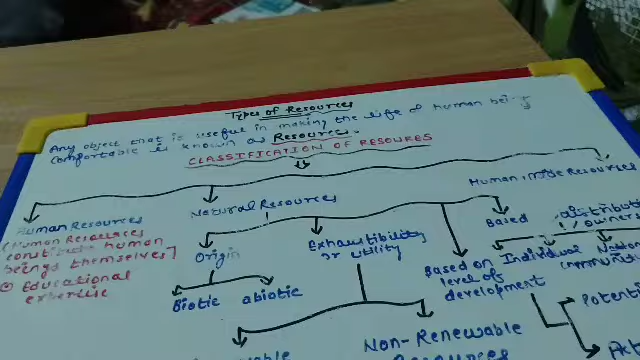 Types of Resources
Any object that is useful in making the life of human being
comfortable is known as Resources.
CLASSIFICATION OF RESOURES
Human made Resources
Natural Resources
Human Resources
(Human Resources
constitute human
beings themselves)
Educational
expertise
Origin
Biotic abiotic
Exhaustibility
or utility
Based on
level of
development
Based
Individual
Potenti
Non-Renewable